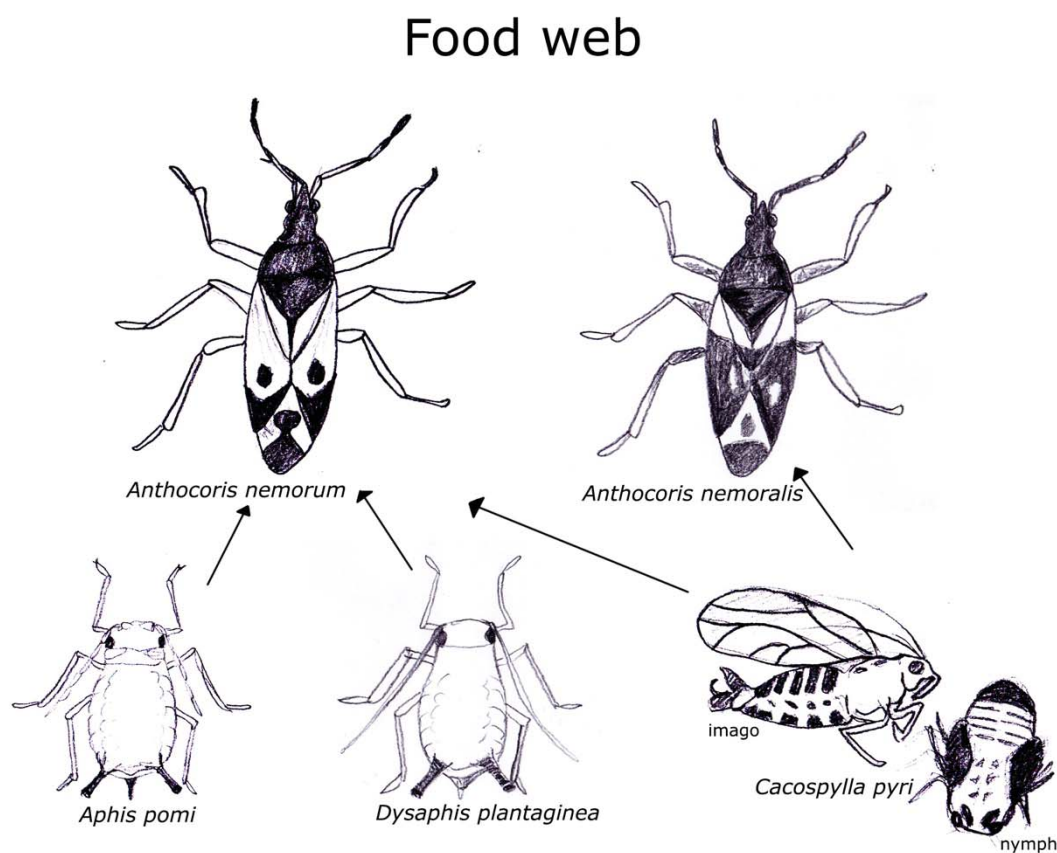 Food web
Anthocoris nemorum
Anthocoris nemoralis
imago
Cacospylla pyri
Aphis pomi
Dysaphis plantaginea
nymph